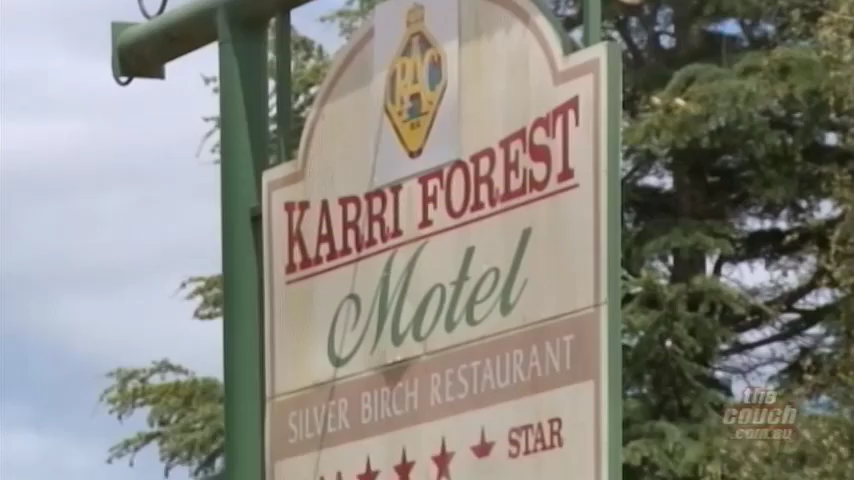 RAC
KARRI FOREST
Motel
SILVER BIRCH RESTAURANT
STAR
the
couch
.com.au